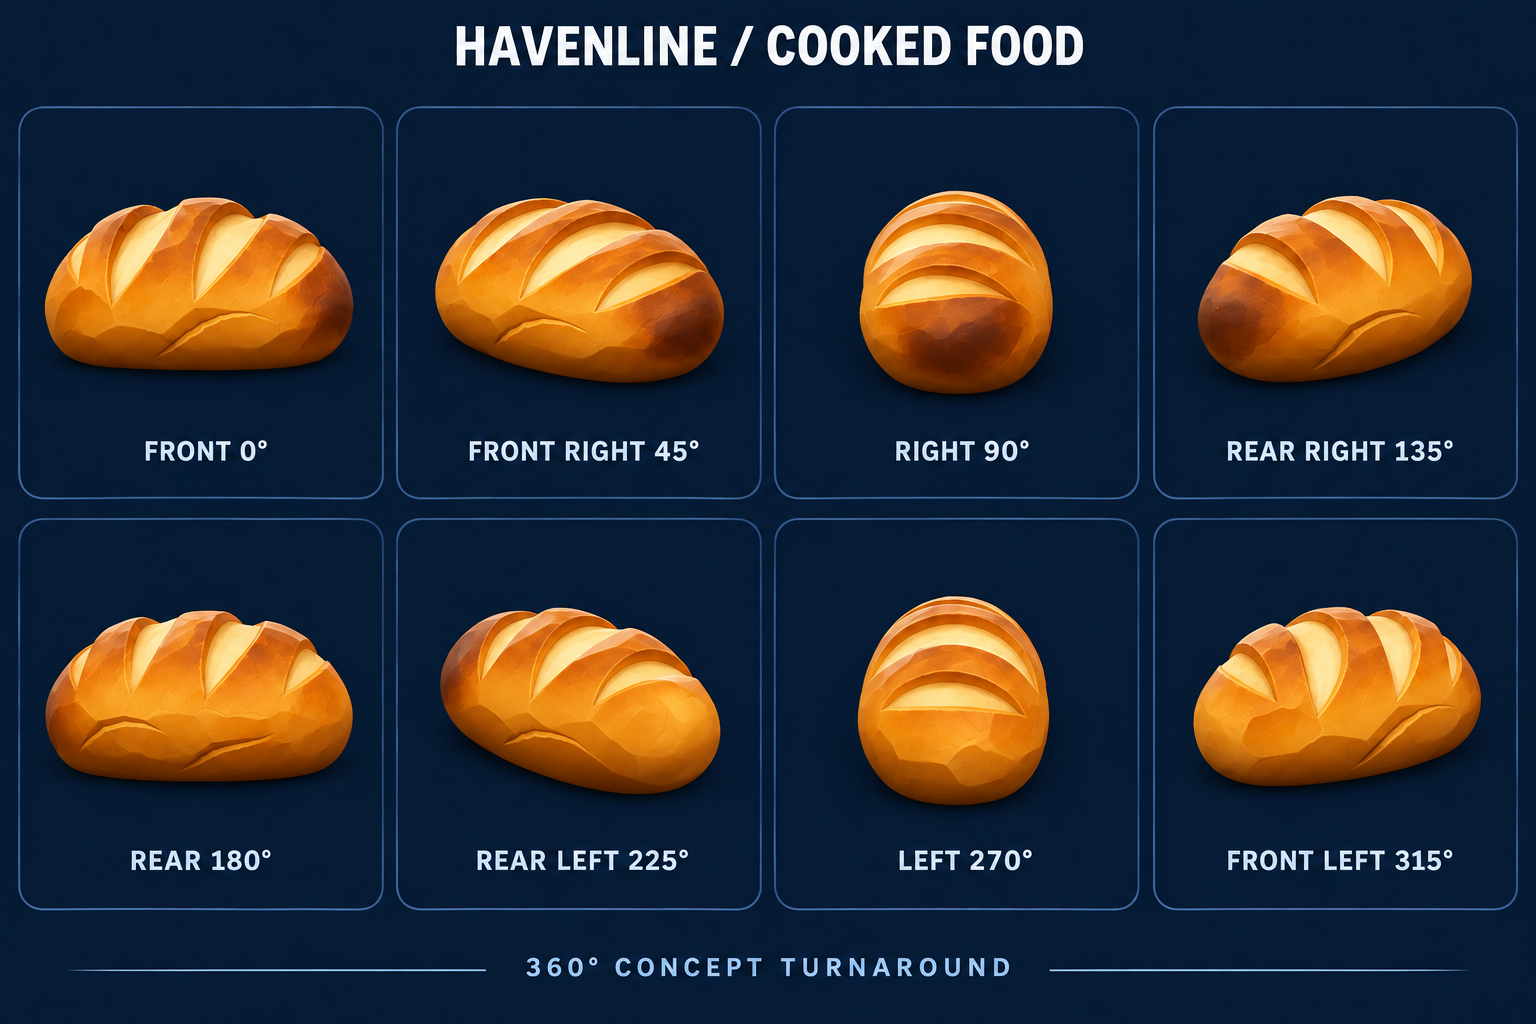 HAVENLINE / COOKED FOOD
FRONT 0°
FRONT RIGHT 45°
RIGHT 90°
REAR RIGHT 135°
REAR 180°
REAR LEFT 225°
LEFT 270°
FRONT LEFT 315°
360° CONCEPT TURNAROUND